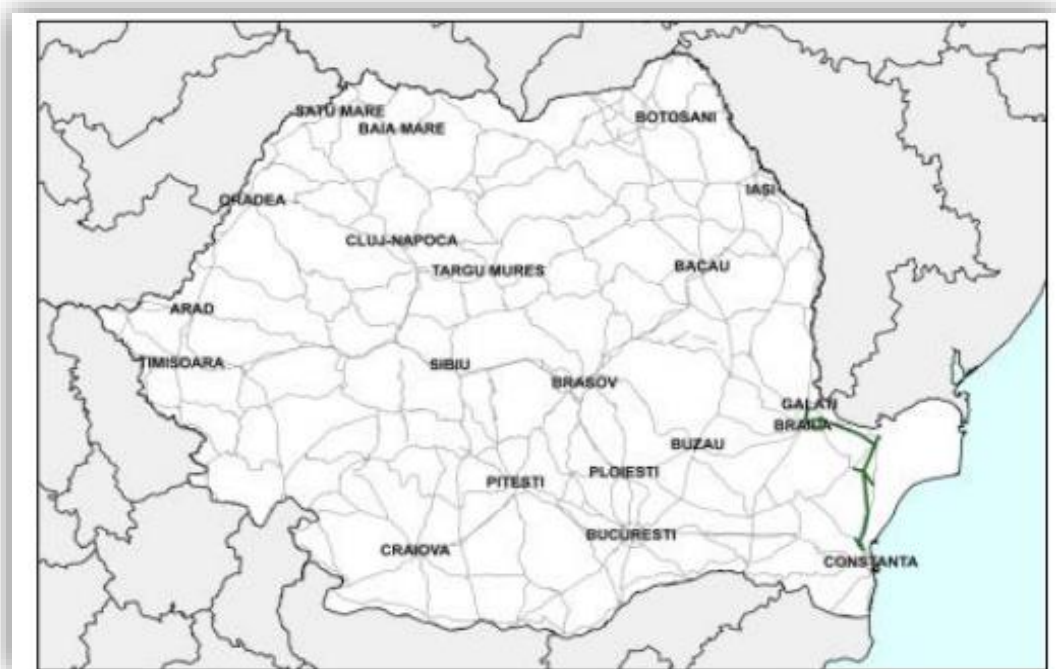 SATU MARE
BAIA MARE
BOTOSANI
IASI
ORADEA
CLUJ-NAPOCA
TARGU MURES
BACAU
ARAD
TIMISOARA
SIBIU
BRASOV
GALATI
BRAILA
BUZAU
PLOIESTI
PITESTI
BUCURESTI
CRAIOVA
CONSTANTA